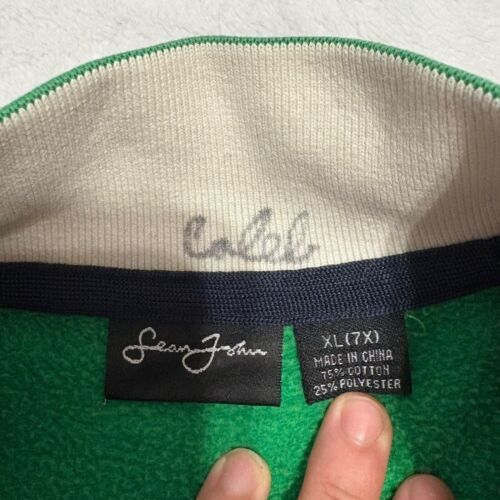 Caleb
Sean John
XL(7X)
MADE IN CHINA
75% COTTON
25% POLYESTER